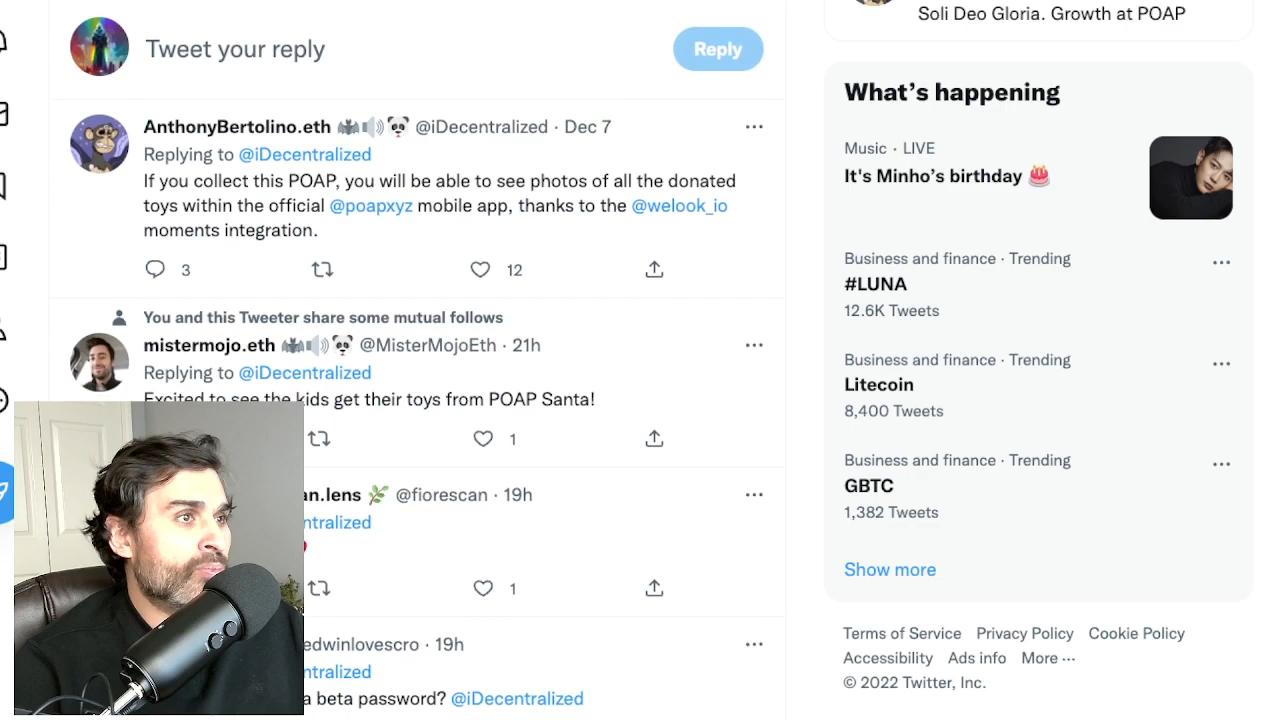 Tweet your reply
Reply
AnthonyBertolino.eth 🦇🔊🐼 @iDecentralized · Dec 7
Replying to @iDecentralized
If you collect this POAP, you will be able to see photos of all the donated
toys within the official @poapxyz mobile app, thanks to the @welook_io
moments integration.
3
12
You and this Tweeter share some mutual follows
mistermojo.eth 🦇🔊🐼 @MisterMojoEth · 21h
Replying to @iDecentralized
Excited to see the kids get their toys from POAP Santa!
1
an.lens 🌿 @fiorescan · 19h
ntralized
1
edwinlovescro · 19h
ntralized
a beta password? @iDecentralized
Soli Deo Gloria. Growth at POAP
What’s happening
Music · LIVE
It's Minho’s birthday 🎂
Business and finance · Trending
#LUNA
12.6K Tweets
Business and finance · Trending
Litecoin
8,400 Tweets
Business and finance · Trending
GBTC
1,382 Tweets
Show more
Terms of Service Privacy Policy Cookie Policy
Accessibility Ads info More ···
© 2022 Twitter, Inc.